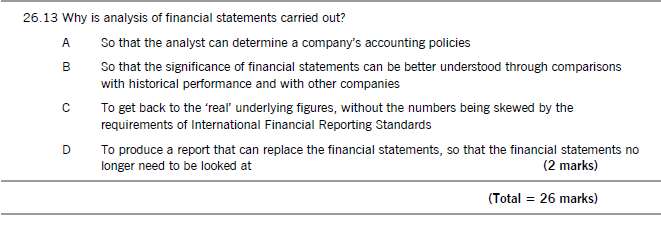 26.13 Why is analysis of financial statements carried out?
A So that the analyst can determine a company's accounting policies
B So that the significance of financial statements can be better understood through comparisons
with historical performance and with other companies
C To get back to the 'real' underlying figures, without the numbers being skewed by the
requirements of International Financial Reporting Standards
D To produce a report that can replace the financial statements, so that the financial statements no
longer need to be looked at (2 marks)
(Total = 26 marks)